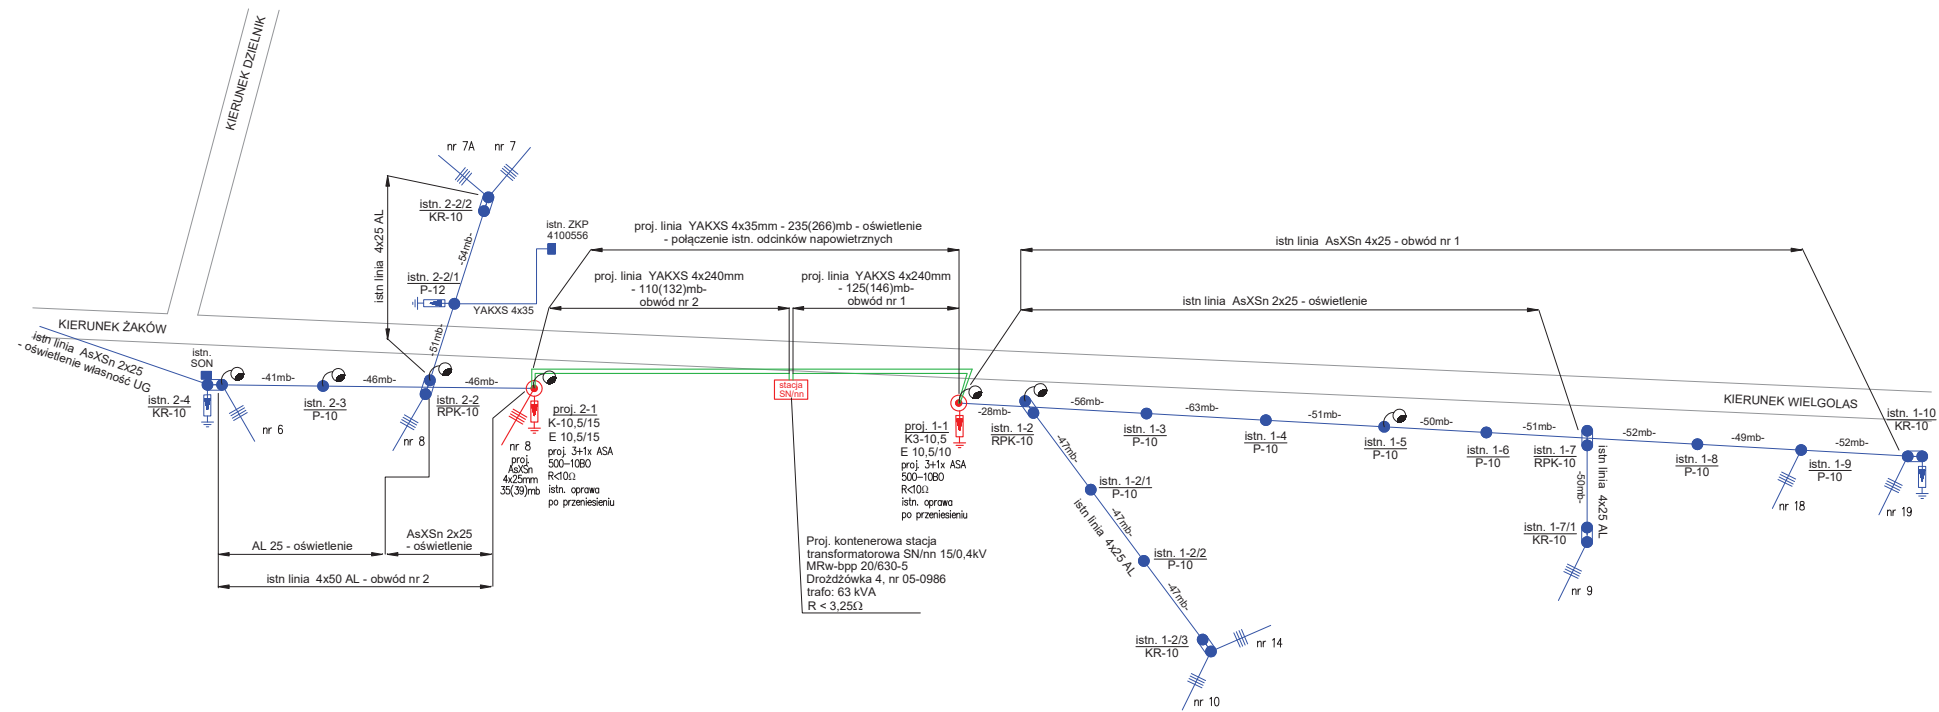 KIERUNEK DZIELNIK
KIERUNEK ŻAKÓW
istn linia AsXSn 2x25
- oświetlenie własność UG
istn.
SON
istn. 2-4
KR-10
-41mb-
nr 6
istn. 2-3
P-10
-46mb-
istn. 2-2
RPK-10
nr 8
-46mb-
-51mb-
istn. 2-2/1
P-12
YAKXS 4x35
istn. ZKP
4100556
-54mb-
istn. 2-2/2
KR-10
nr 7A
nr 7
istn linia 4x25 AL
proj. 2-1
K-10,5/15
E 10,5/15
proj. 3+1x ASA
500-10BO
R<10Ω
istn. oprawa
po przeniesieniu
nr 8
proj.
AsXSn
4x25mm
35(39)mb
AL 25 - oświetlenie
AsXSn 2x25
- oświetlenie
istn linia 4x50 AL - obwód nr 2
proj. linia YAKXS 4x35mm - 235(266)mb - oświetlenie
- połączenie istn. odcinków napowietrznych
proj. linia YAKXS 4x240mm
- 110(132)mb-
obwód nr 2
proj. linia YAKXS 4x240mm
- 125(146)mb-
obwód nr 1
stacja
SN/nn
Proj. kontenerowa stacja
transformatorowa SN/nn 15/0,4kV
MRw-bpp 20/630-5
Drożdżówka 4, nr 05-0986
trafo: 63 kVA
R < 3,25Ω
proj. 1-1
K3-10,5
E 10,5/10
proj. 3+1x ASA
500-10BO
R<10Ω
istn. oprawa
po przeniesieniu
istn linia AsXSn 4x25 - obwód nr 1
istn linia AsXSn 2x25 - oświetlenie
KIERUNEK WIELGOLAS
-28mb-
istn. 1-2
RPK-10
-56mb-
istn. 1-3
P-10
-63mb-
istn. 1-4
P-10
-51mb-
istn. 1-5
P-10
-50mb-
istn. 1-6
P-10
-51mb-
istn. 1-7
RPK-10
-52mb-
istn. 1-8
P-10
-49mb-
istn. 1-9
P-10
-52mb-
istn. 1-10
KR-10
nr 18
nr 19
-50mb-
istn linia 4x25 AL
istn. 1-7/1
KR-10
nr 9
-47mb-
istn. 1-2/1
P-10
-47mb-
istn linia 4x25 AL
istn. 1-2/2
P-10
-47mb-
istn. 1-2/3
KR-10
nr 14
nr 10